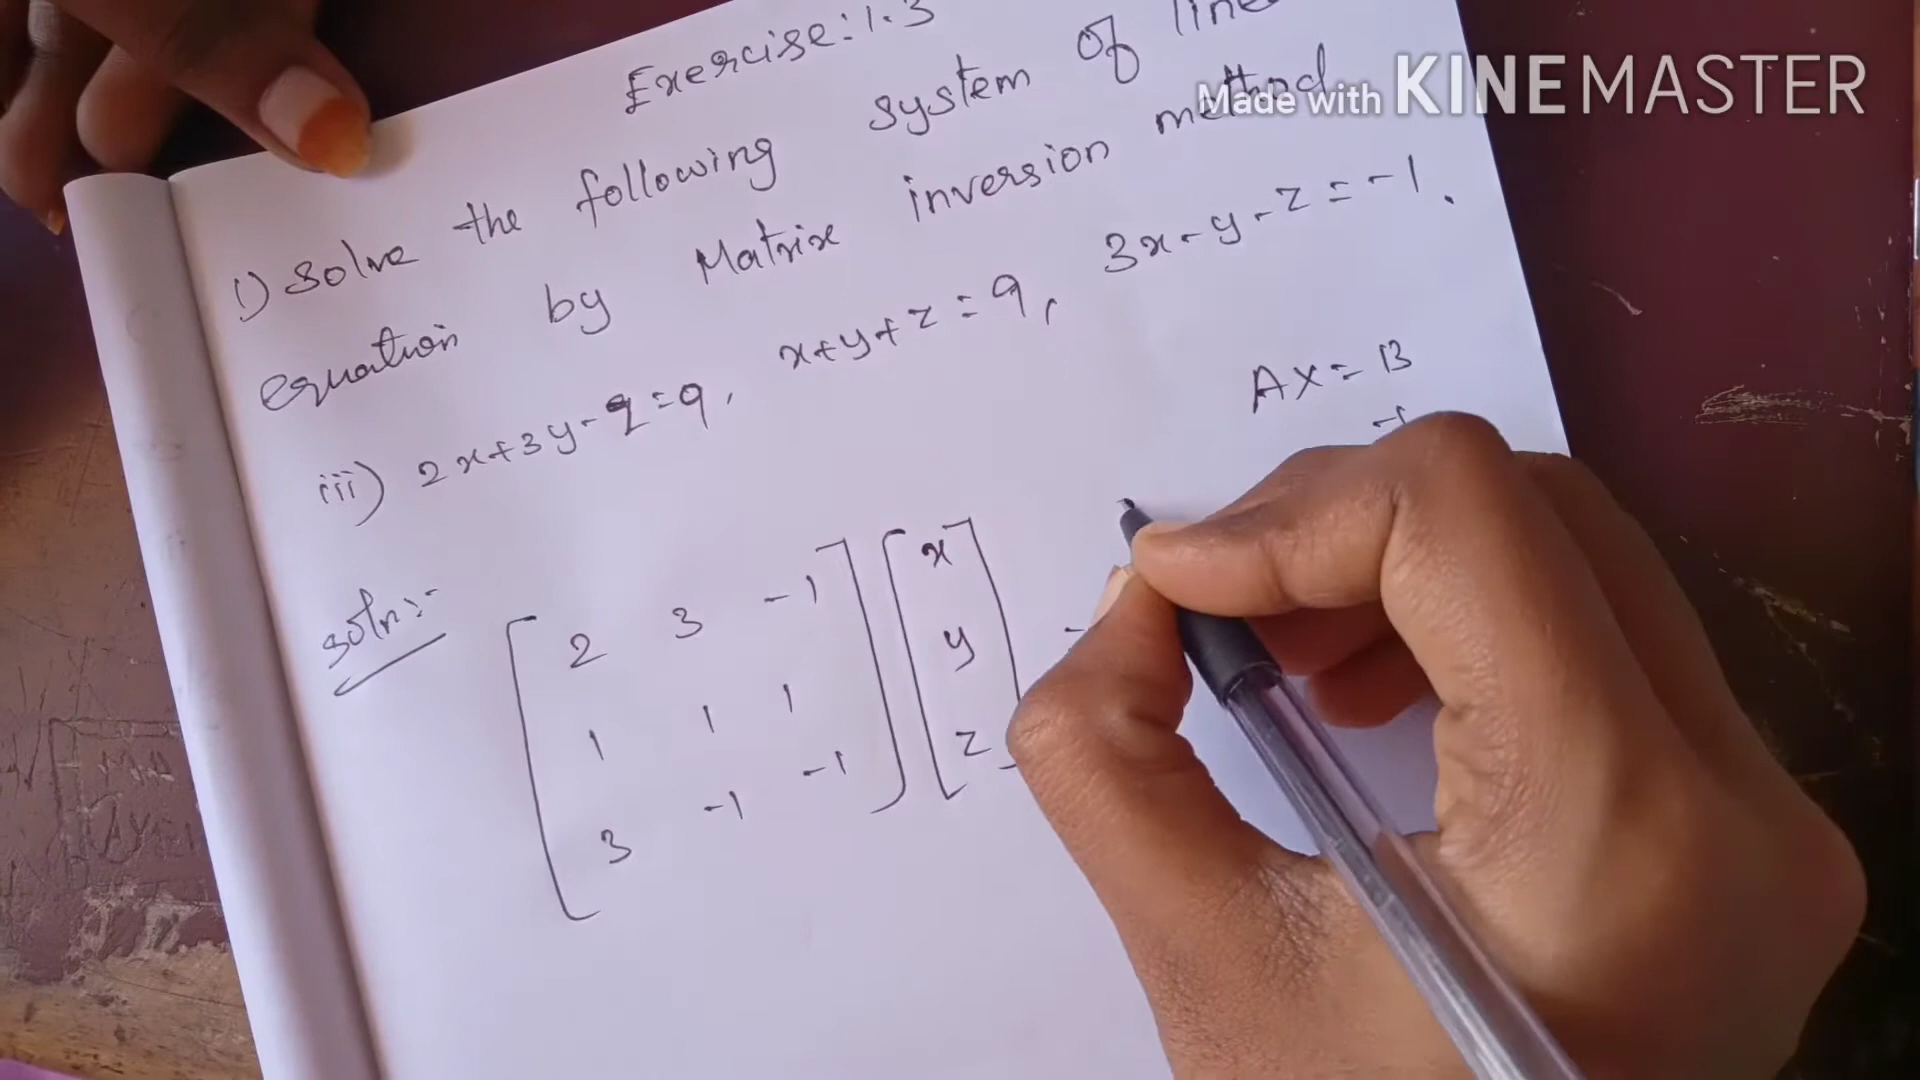 Exercise: 1.3
1) Solve the following system of line
equation by Matrix inversion method
iii) 2x+3y-z=9, x+y+z=9, 3x-y-z=-1.
AX=B
-1
soln:-
[2 3 -1] [x]
[1 1 1] [y]
[3 -1 -1] [z]
Made with KINEMASTER